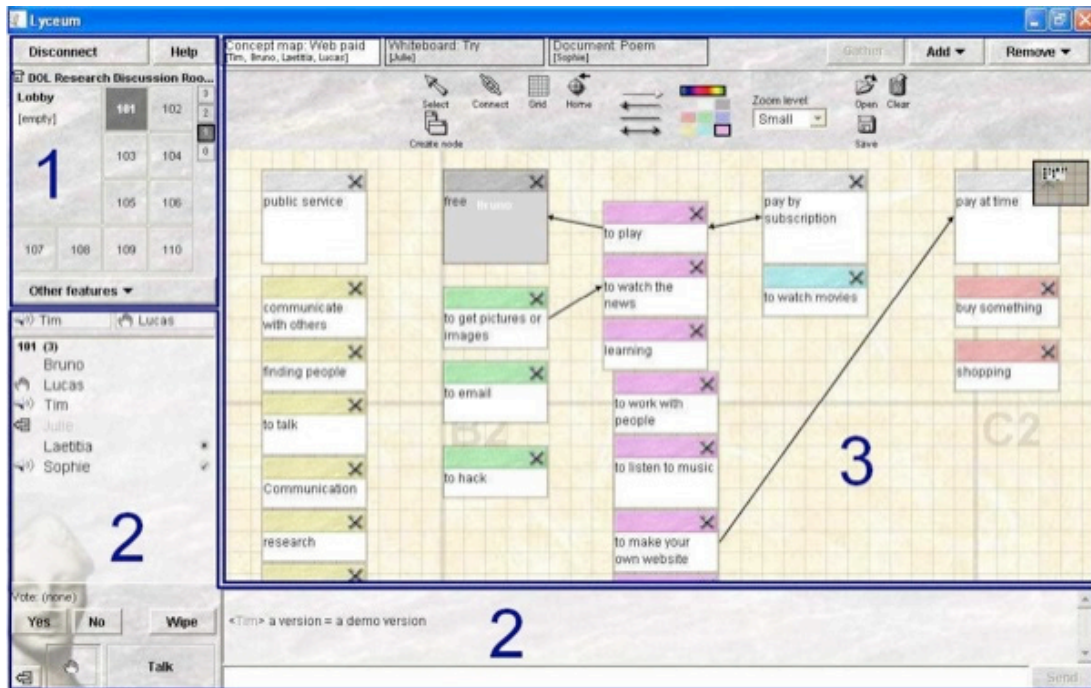 Lyceum
Disconnect
Help
DOL Research Discussion Roo...
Lobby
[empty]
101
102
3
2
1
0
103
104
105
106
107
108
109
110
1
Other features
Tim
Lucas
101 (3)
Bruno
Lucas
Tim
Julie
Laetitia
Sophie
2
Vote: (none)
Yes
No
Wipe
Talk
Concept map: Web paid
[Tim, Bruno, Laetitia, Lucas]
Whiteboard: Try
[Julie]
Document: Poem
[Sophie]
Gather
Add
Remove
Select
Connect
Grid
Home
Create node
Zoom level:
Small
Open
Clear
Save
public service
communicate
with others
finding people
to talk
Communication
research
free
Bruno
to get pictures or
images
to email
B2
to hack
to play
to watch the
news
learning
to work with
people
to listen to music
to make your
own website
pay by
subscription
to watch movies
pay at time
buy something
shopping
C2
3
<Tim> a version = a demo version
2
Send